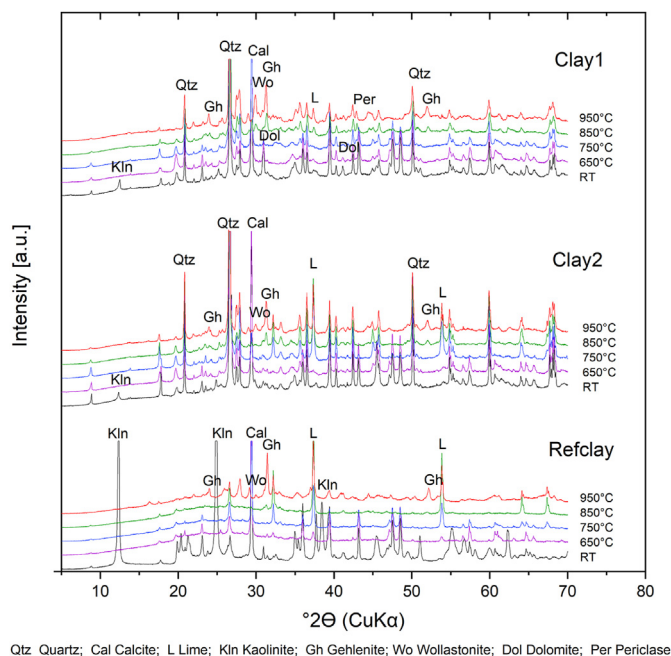 Clay1
Qtz Qtz Cal Gh Wo Gh L Per Qtz Gh
Kln Dol Dol
950°C
850°C
750°C
650°C
RT
Clay2
Qtz Qtz Cal L Qtz L
Gh Wo Gh Gh
Kln
950°C
850°C
750°C
650°C
RT
Refclay
Kln Kln Cal Gh L L
Gh Wo Kln Gh
950°C
850°C
750°C
650°C
RT
Intensity [a.u.]
10 20 30 40 50 60 70 80
°2Θ (CuKα)
Qtz Quartz; Cal Calcite; L Lime; Kln Kaolinite; Gh Gehlenite; Wo Wollastonite; Dol Dolomite; Per Periclase